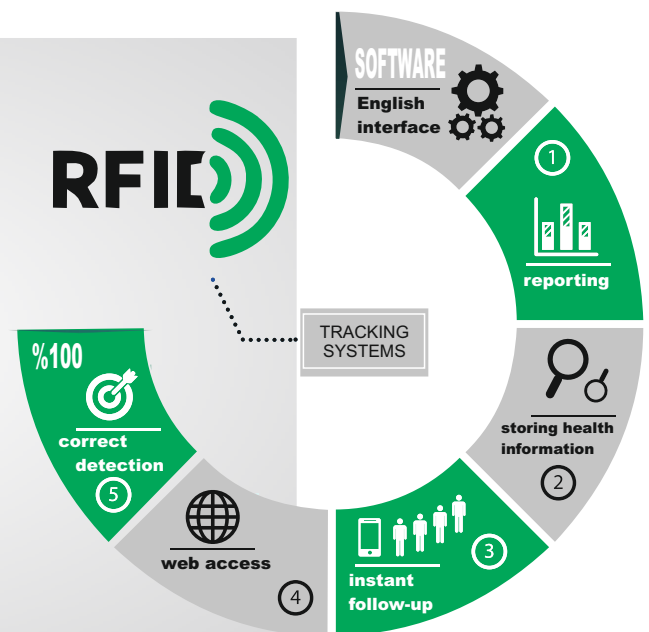 RFID
TRACKING
SYSTEMS
SOFTWARE
English
interface
1
reporting
storing health
information
2
3
instant
follow-up
web access
4
%100
correct
detection
5